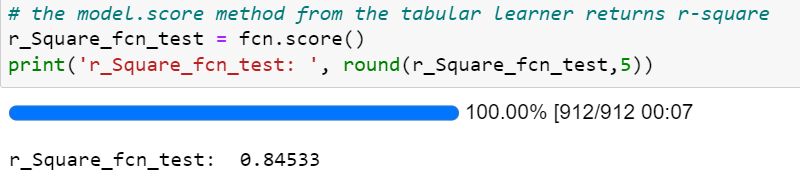 # the model.score method from the tabular learner returns r-square
r_Square_fcn_test = fcn.score()
print('r_Square_fcn_test: ', round(r_Square_fcn_test,5))
100.00% [912/912 00:07
r_Square_fcn_test:  0.84533